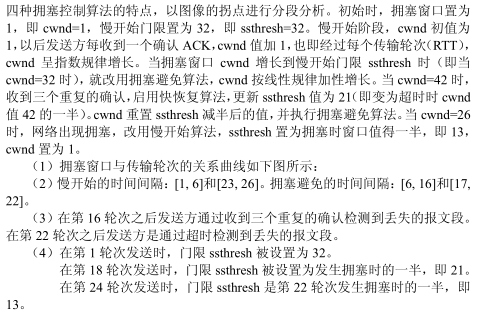 四种拥塞控制算法的特点，以图像的拐点进行分段分析。初始时，拥塞窗口置为
1，即 cwnd=1，慢开始门限置为 32，即 ssthresh=32。慢开始阶段，cwnd 初值为
1，以后发送方每收到一个确认 ACK，cwnd 值加 1，也即经过每个传输轮次（RTT），
cwnd 呈指数规律增长。当拥塞窗口 cwnd 增长到慢开始门限 ssthresh 时（即当
cwnd=32 时），就改用拥塞避免算法，cwnd 按线性规律加性增长。当 cwnd=42 时，
收到三个重复的确认，启用快恢复算法，更新 ssthresh 值为 21（即变为超时时 cwnd
值 42 的一半）。cwnd 重置 ssthresh 减半后的值，并执行拥塞避免算法。当 cwnd=26
时，网络出现拥塞，改用慢开始算法，ssthresh 置为拥塞时窗口值得一半，即 13，
cwnd 置为 1。
（1）拥塞窗口与传输轮次的关系曲线如下图所示：
（2）慢开始的时间间隔：[1, 6]和[23, 26]。拥塞避免的时间间隔：[6, 16]和[17,
22]。
（3）在第 16 轮次之后发送方通过收到三个重复的确认检测到丢失的报文段。
在第 22 轮次之后发送方是通过超时检测到丢失的报文段。
（4）在第 1 轮次发送时，门限 ssthresh 被设置为 32。
在第 18 轮次发送时，门限 ssthresh 被设置为发生拥塞时的一半，即 21。
在第 24 轮次发送时，门限 ssthresh 是第 22 轮次发生拥塞时的一半，即
13。